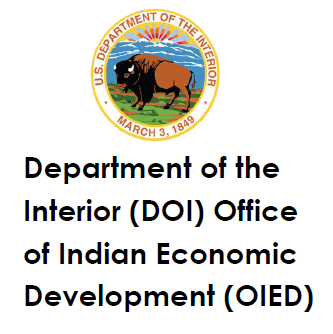 U.S. DEPARTMENT OF THE INTERIOR
MARCH 3, 1849
Department of the
Interior (DOI) Office
of Indian Economic
Development (OIED)